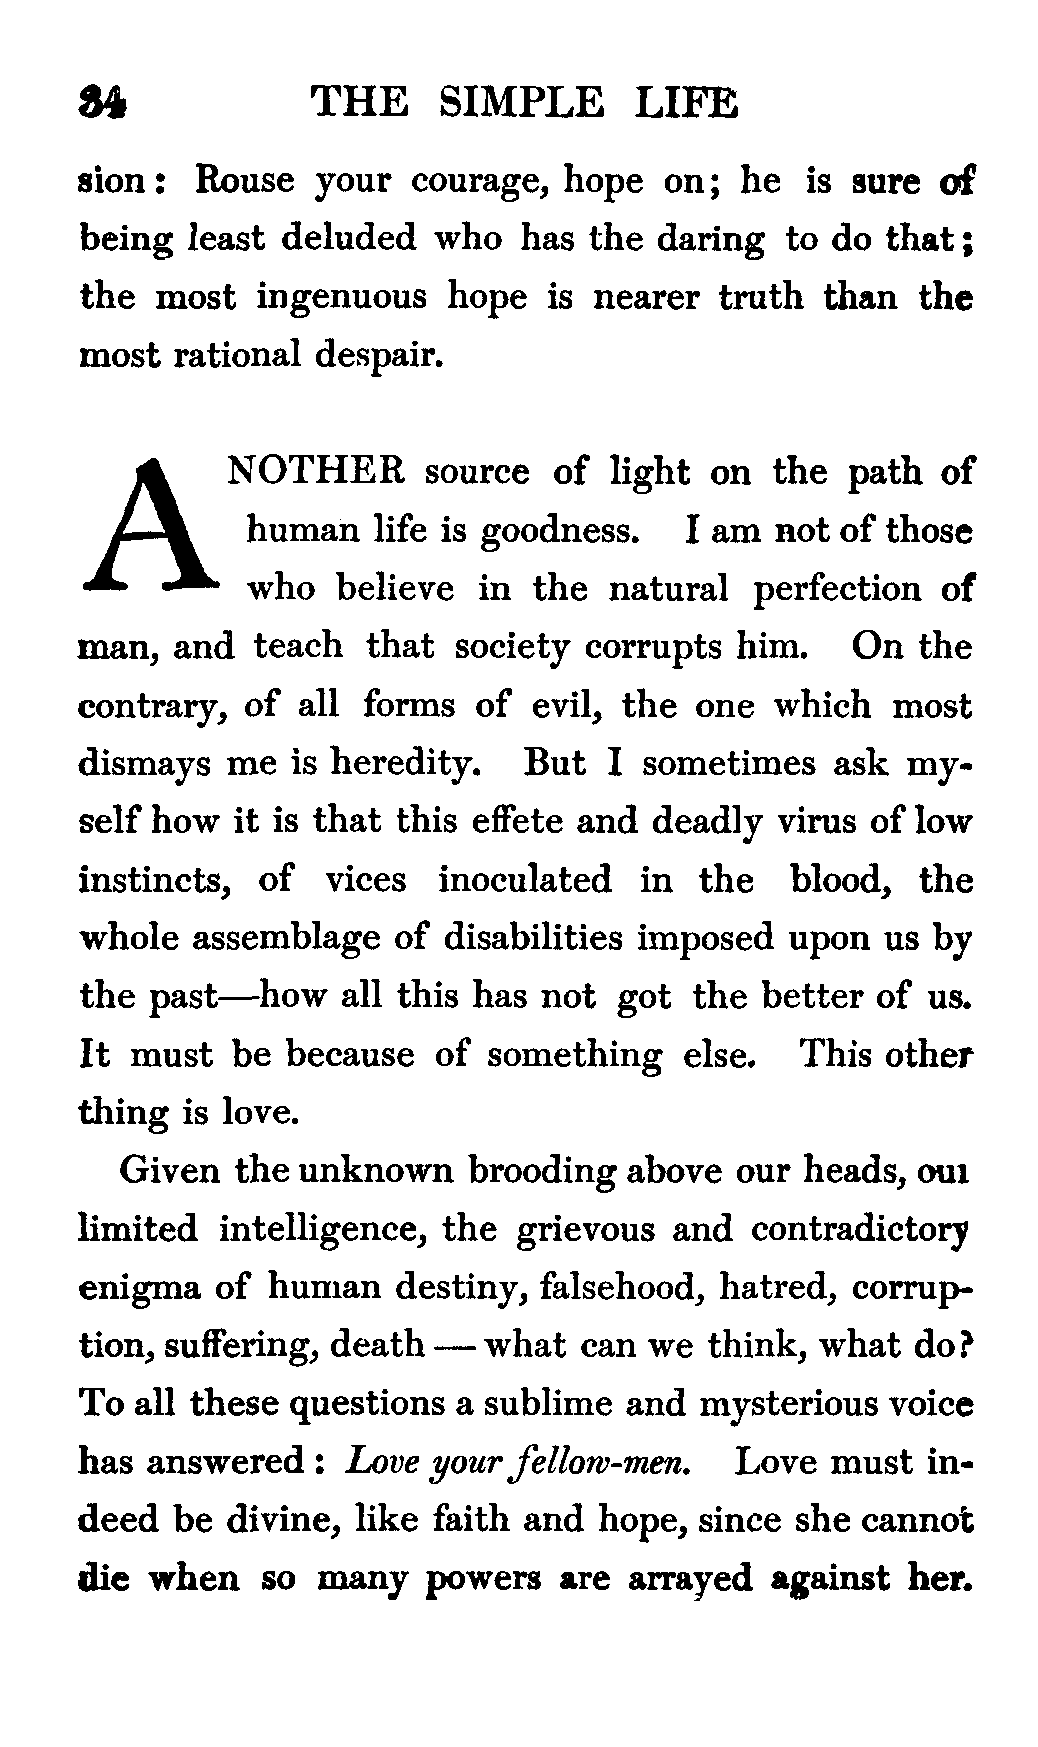 34 THE SIMPLE LIFE
sion: Rouse your courage, hope on; he is sure of
being least deluded who has the daring to do that;
the most ingenuous hope is nearer truth than the
most rational despair.
ANOTHER source of light on the path of
human life is goodness. I am not of those
who believe in the natural perfection of
man, and teach that society corrupts him. On the
contrary, of all forms of evil, the one which most
dismays me is heredity. But I sometimes ask my-
self how it is that this effete and deadly virus of low
instincts, of vices inoculated in the blood, the
whole assemblage of disabilities imposed upon us by
the past—how all this has not got the better of us.
It must be because of something else. This other
thing is love.
Given the unknown brooding above our heads, our
limited intelligence, the grievous and contradictory
enigma of human destiny, falsehood, hatred, corrup-
tion, suffering, death — what can we think, what do?
To all these questions a sublime and mysterious voice
has answered: Love your fellow-men. Love must in-
deed be divine, like faith and hope, since she cannot
die when so many powers are arrayed against her.